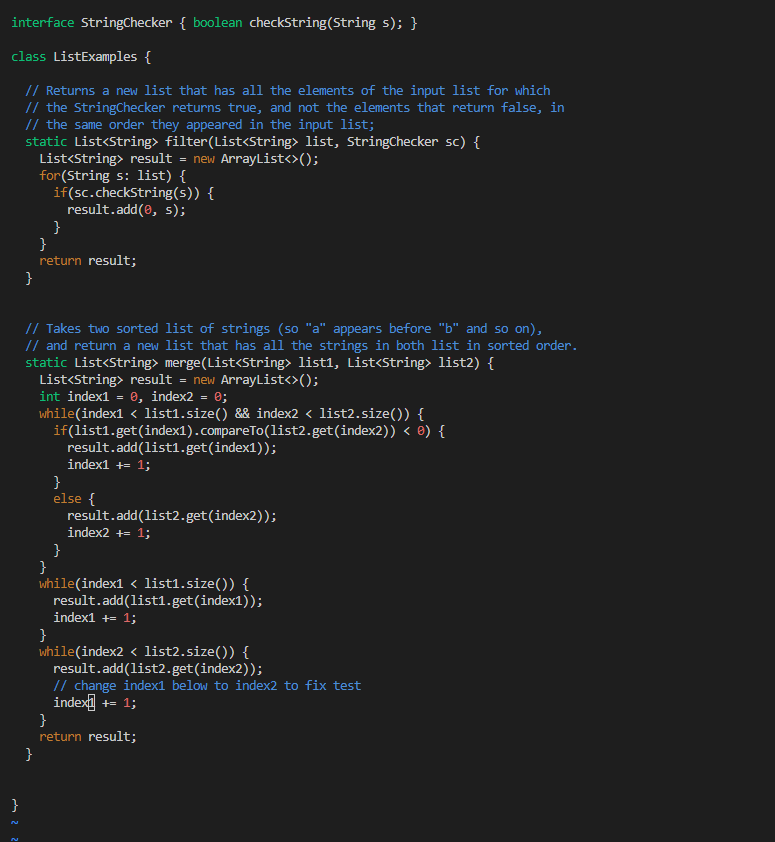 interface StringChecker { boolean checkString(String s); }

class ListExamples {

  // Returns a new list that has all the elements of the input list for which
  // the StringChecker returns true, and not the elements that return false, in
  // the same order they appeared in the input list;
  static List<String> filter(List<String> list, StringChecker sc) {
    List<String> result = new ArrayList<>();
    for(String s: list) {
      if(sc.checkString(s)) {
        result.add(0, s);
      }
    }
    return result;
  }


  // Takes two sorted list of strings (so "a" appears before "b" and so on),
  // and return a new list that has all the strings in both list in sorted order.
  static List<String> merge(List<String> list1, List<String> list2) {
    List<String> result = new ArrayList<>();
    int index1 = 0, index2 = 0;
    while(index1 < list1.size() && index2 < list2.size()) {
      if(list1.get(index1).compareTo(list2.get(index2)) < 0) {
        result.add(list1.get(index1));
        index1 += 1;
      }
      else {
        result.add(list2.get(index2));
        index2 += 1;
      }
    }
    while(index1 < list1.size()) {
      result.add(list1.get(index1));
      index1 += 1;
    }
    while(index2 < list2.size()) {
      result.add(list2.get(index2));
      // change index1 below to index2 to fix test
      index1 += 1;
    }
    return result;
  }


}
~
~